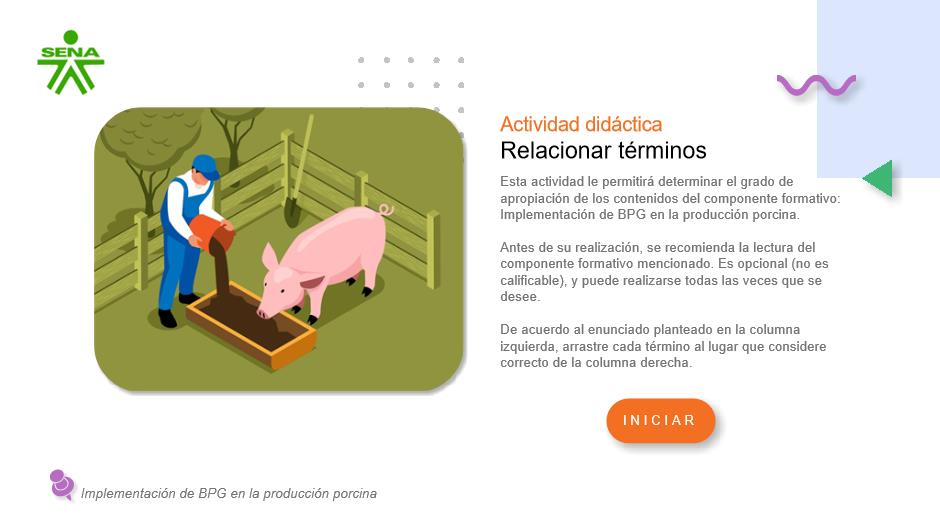 SENA
Actividad didáctica
Relacionar términos
Esta actividad le permitirá determinar el grado de
apropiación de los contenidos del componente formativo:
Implementación de BPG en la producción porcina.
Antes de su realización, se recomienda la lectura del
componente formativo mencionado. Es opcional (no es
calificable), y puede realizarse todas las veces que se
desee.
De acuerdo al enunciado planteado en la columna
izquierda, arrastre cada término al lugar que considere
correcto de la columna derecha.
INICIAR
Implementación de BPG en la producción porcina